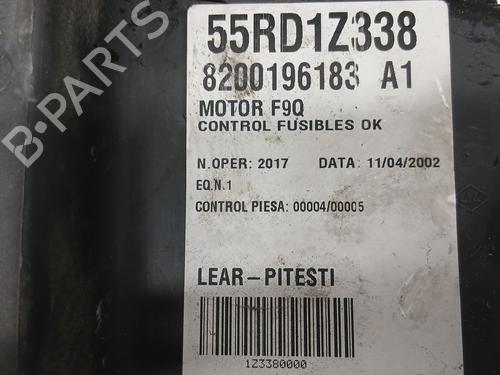 55RD1Z338
8200196183 A1
MOTOR F9Q
CONTROL FUSIBLES OK
N.OPER: 2017 DATA: 11/04/2002
EQ.N.1
CONTROL PIESA: 00004/00005
LEAR-PITESTI
1Z3380000
B-PARTS